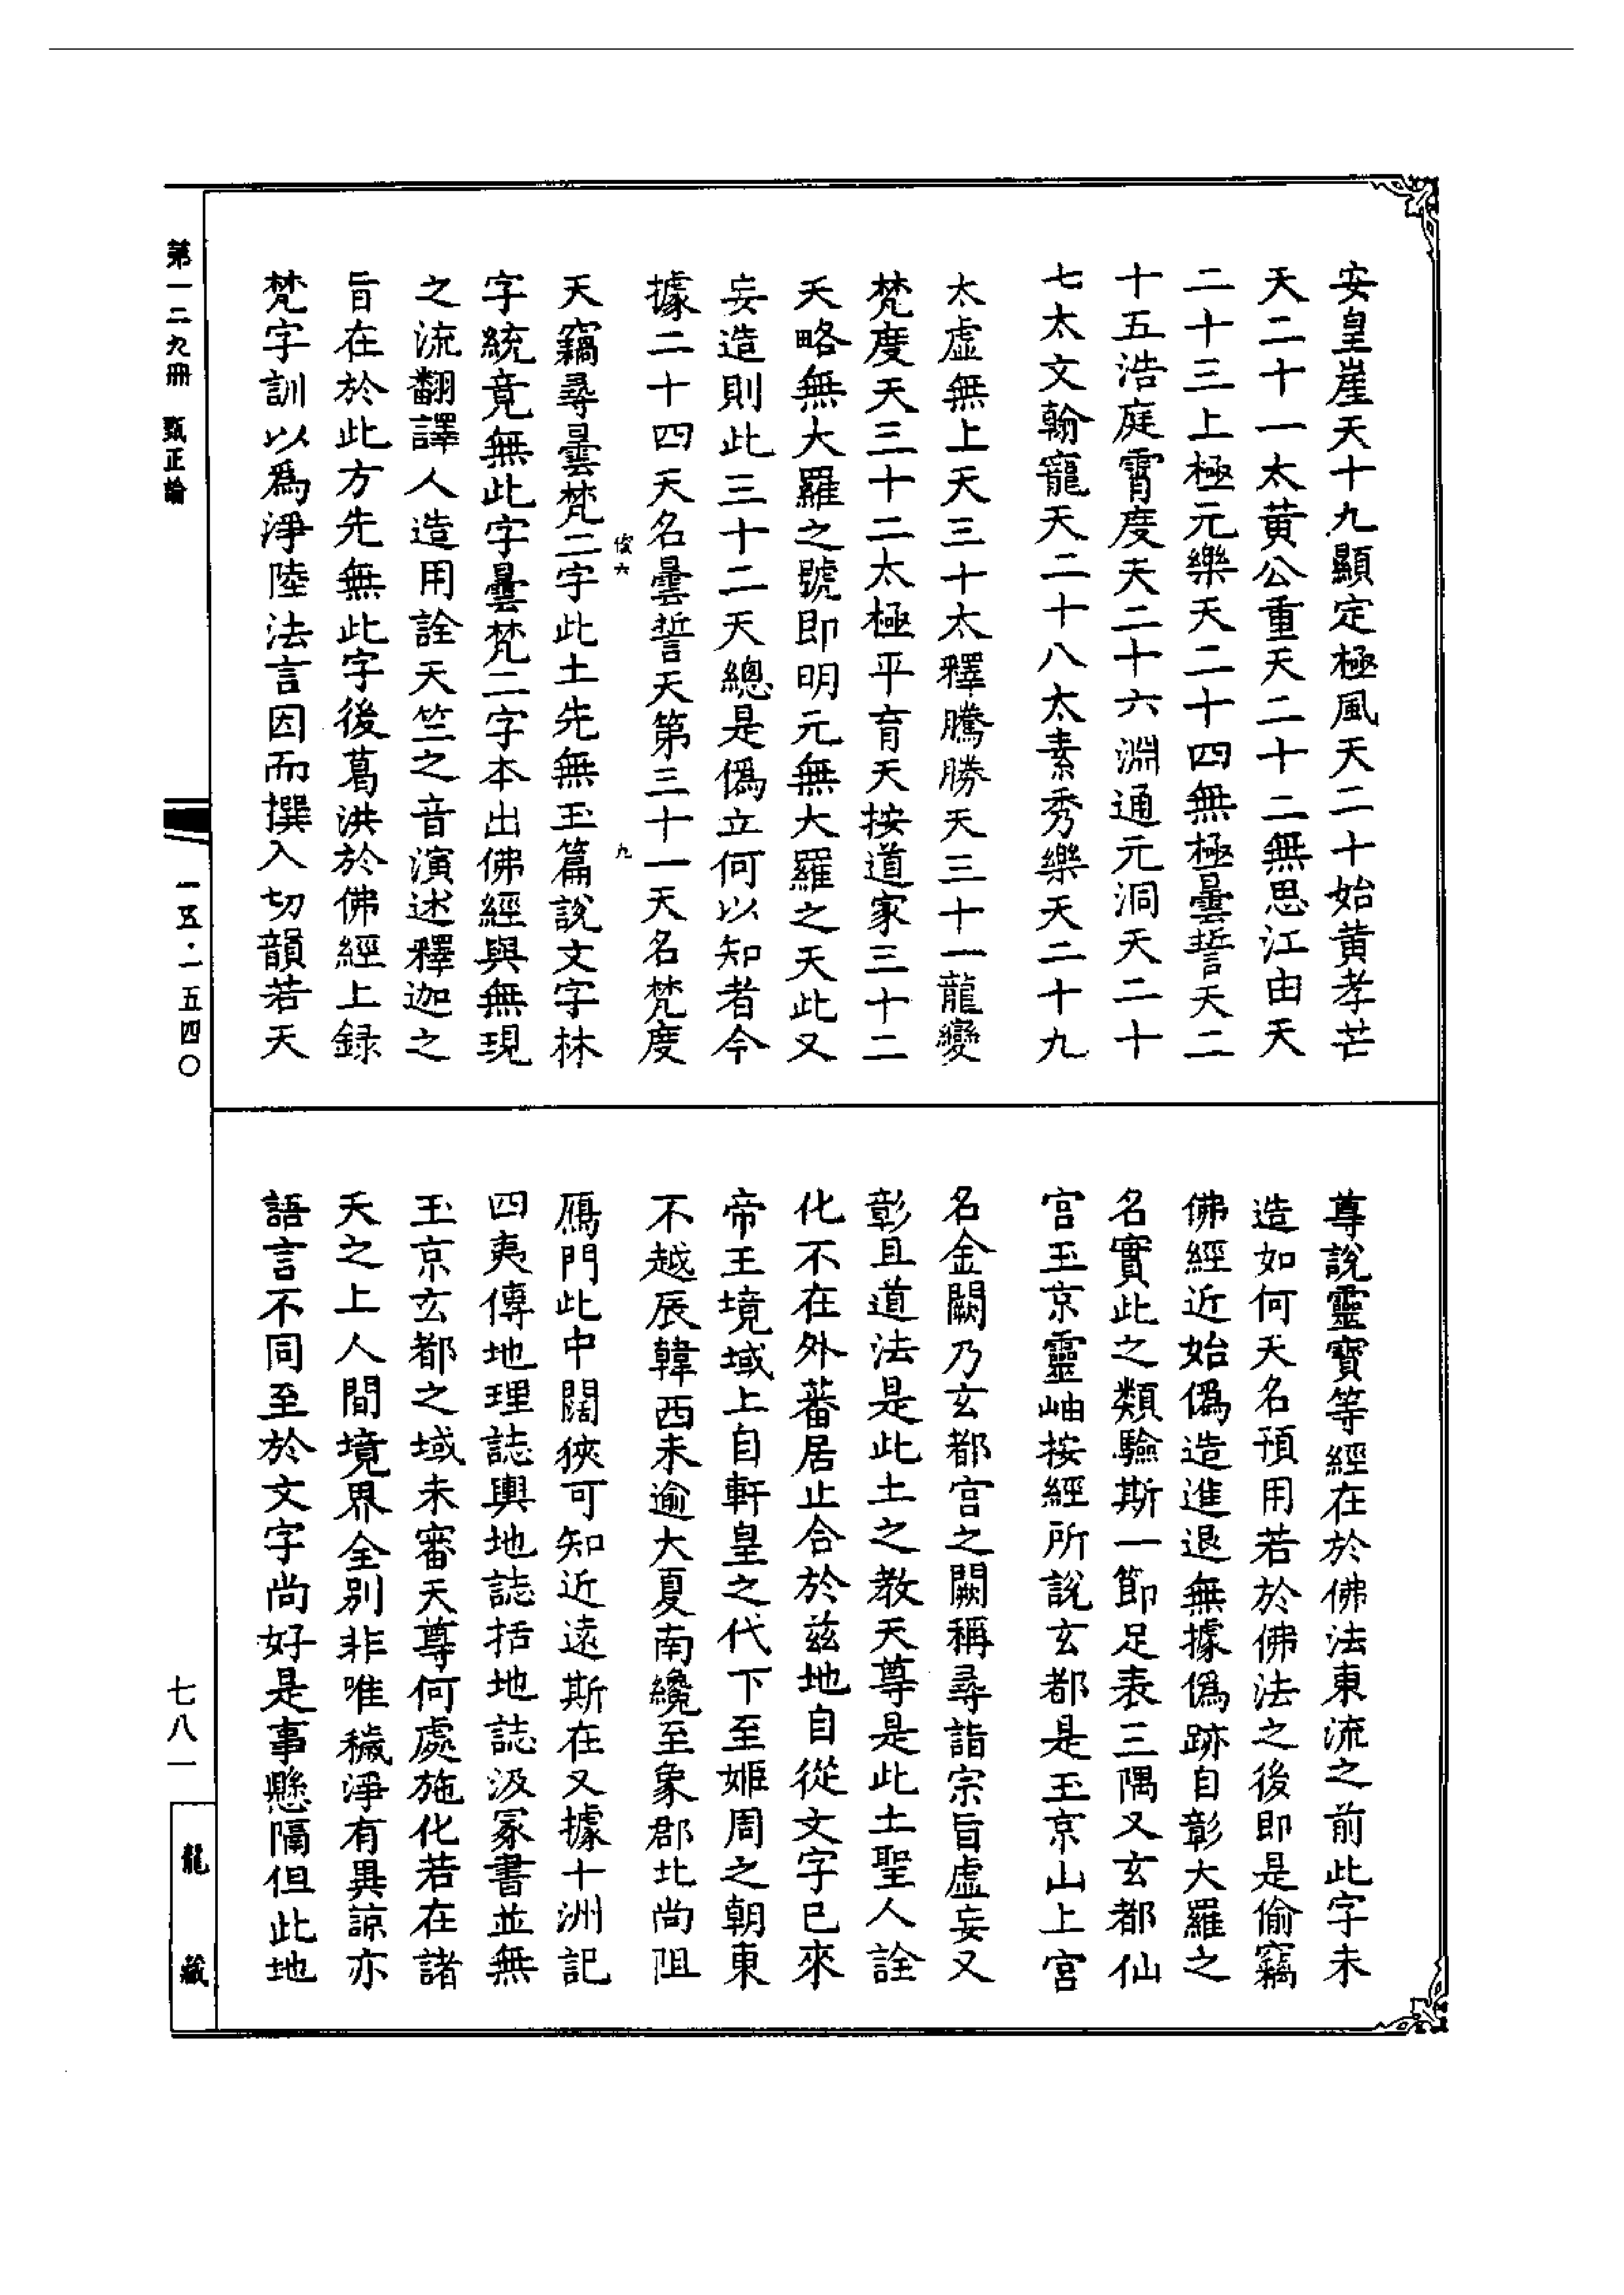 安皇崖天十九顯定極風天二十始黄孝芒
天二十一太黄公重天二十二無思江由天
二十三上極元樂天二十四無極曇誓天二
十五浩庭霄度天二十六淵通元洞天二十
七太文翰寵天二十八太素秀樂天二十九
太虛無上天三十太釋騰勝天三十一龍變
梵度天三十二太極平育天按道家三十二
天略無大羅之號即明元無大羅之天此又
妄造則此三十二天總是僞立何以知者今
據二十四天名曇誓天第三十一天名梵度
九
天竊尋曇梵二字此土先無玉篇說文字林
字統竟無此字曇梵二字本出佛經與無現
之流翻譯人造用詮天竺之音演述釋迦之
旨在於此方先無此字後葛洪於佛經上録
梵字訓以爲淨陸法言因而撰入切韻若天
尊說靈寶等經在於佛法東流之前此字未
造如何天名預用若於佛法之後即是偷竊
佛經近始僞造進退無據僞跡自彰大羅之
名實此之類驗斯一節足表三隅又玄都仙
宫玉京靈岫按經所說玄都是玉京山上宫
名金闕乃玄都宫之闕稱尋詣宗旨虛妄又
彰且道法是此土之教天尊是此土聖人詮
化不在外蕃居止合於兹地自從文字已來
帝王境域上自軒皇之代下至姬周之朝東
不越辰韓西未逾大夏南纔至象郡北尚阻
鴈門此中闊狹可知近遠斯在又據十洲記
四夷傳地理誌輿地誌括地誌汲冢書並無
玉京玄都之域未審天尊何處施化若在諸
天之上人間境界全别非唯穢淨有異諒亦
語言不同至於文字尚好是事懸隔但此地
第一二九册 甄正論
一五·一五四〇
七八一
龍藏